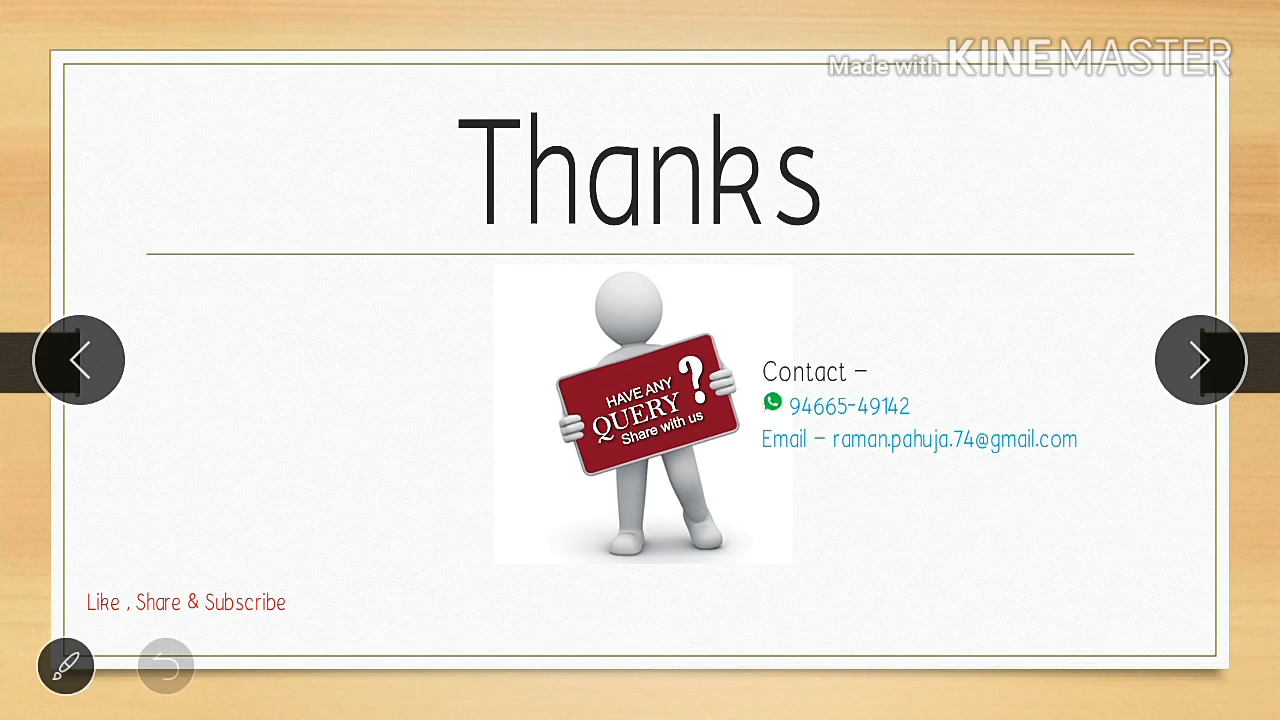 Made with KINEMASTER
Thanks
HAVE ANY
QUERY ?
Share with us
Contact –
94665-49142
Email – raman.pahuja.74@gmail.com
Like , Share & Subscribe